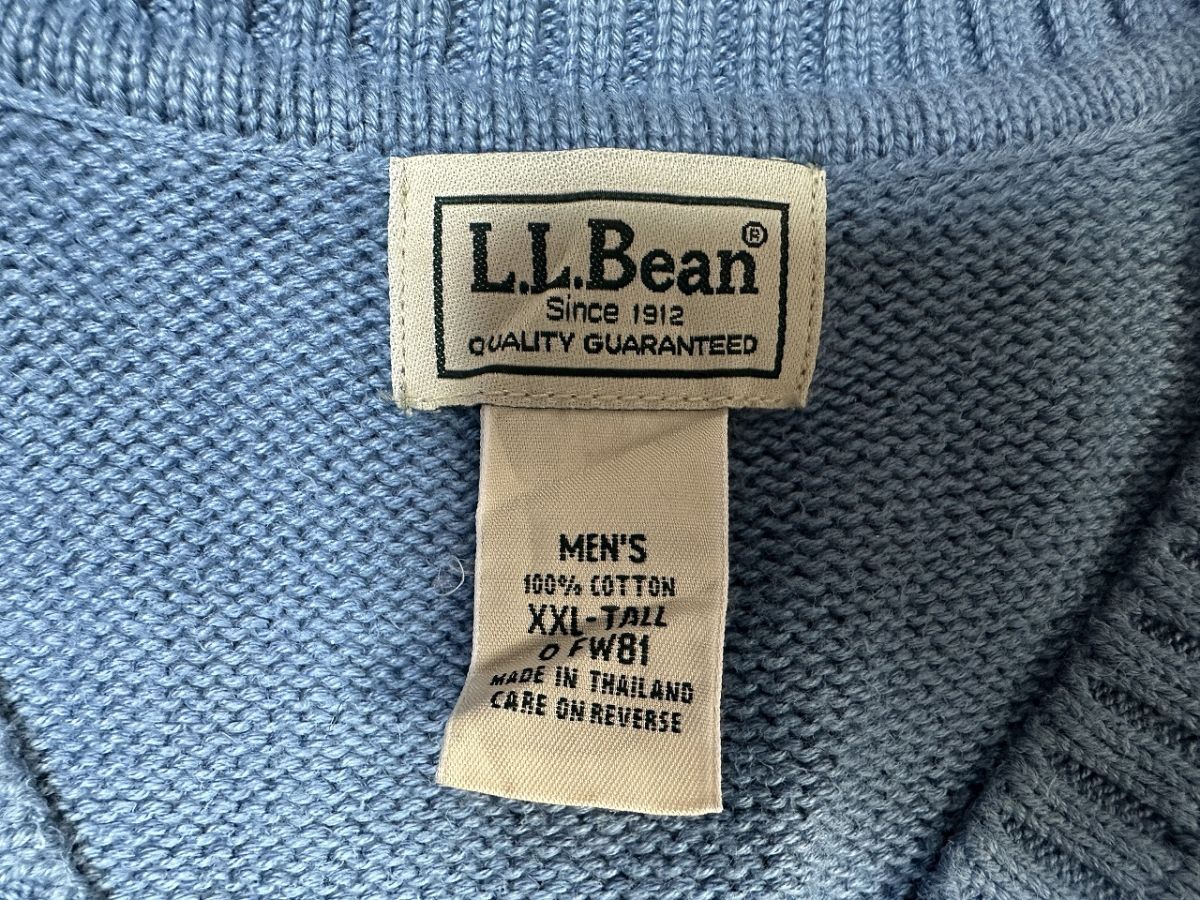 L.L.Bean®
Since 1912
QUALITY GUARANTEED
MEN'S
100% COTTON
XXL-TALL
0 FW81
MADE IN THAILAND
CARE ON REVERSE